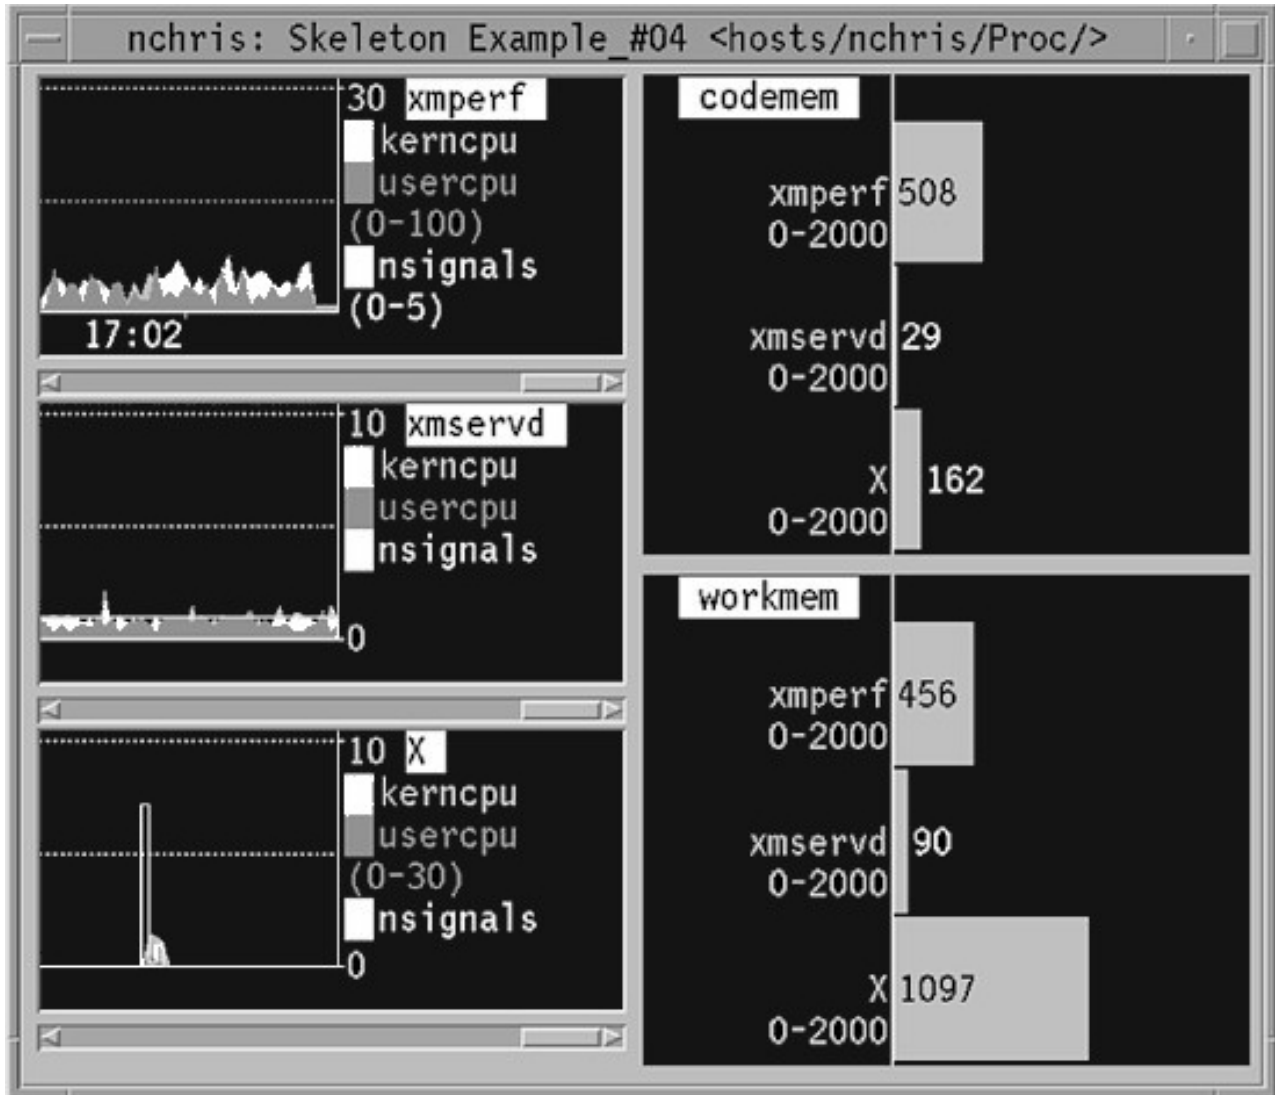 nchris: Skeleton Example_#04 <hosts/nchris/Proc/>
30 xmperf
kerncpu
usercpu
(0-100)
nsignals
(0-5)
17:02
10 xmservd
kerncpu
usercpu
nsignals
0
10 X
kerncpu
usercpu
(0-30)
nsignals
0
codemem
xmperf 508
0-2000
xmservd 29
0-2000
X 162
0-2000
workmem
xmperf 456
0-2000
xmservd 90
0-2000
X 1097
0-2000